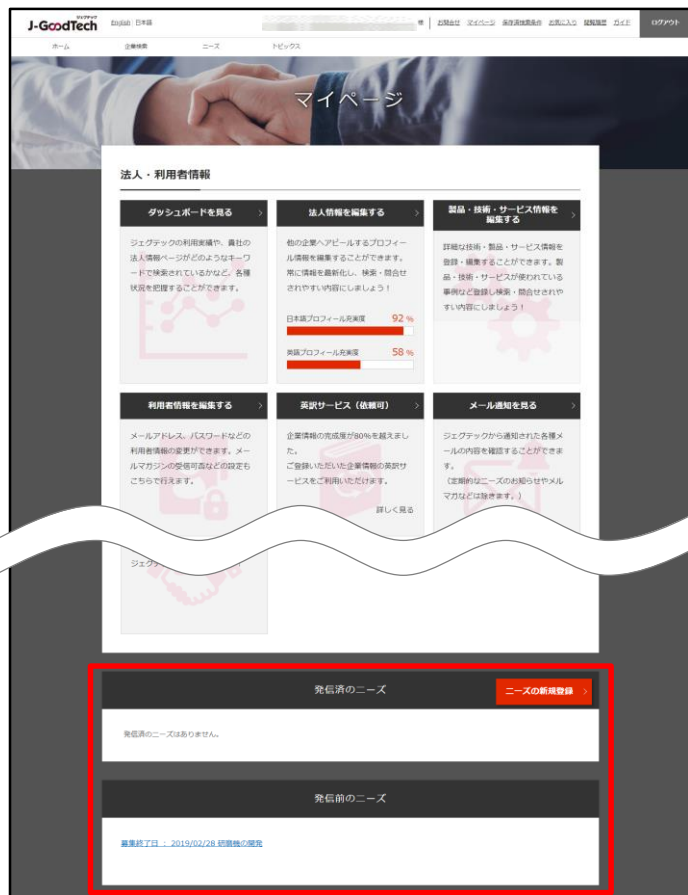 ジェグテック
J-GoodTech
English 日本語
様
お問合せ マイページ 保存済検索条件 お気に入り 閲覧履歴 ガイド
ログアウト
ホーム 企業検索 ニーズ トピックス
マイページ
法人・利用者情報
ダッシュボードを見る
ジェグテックの利用実績や、貴社の
法人情報ページがどのようなキーワ
ードで検索されているかなど、各種
状況を把握することができます。
法人情報を編集する
他の企業へアピールするプロフィー
ル情報を編集することができます。
常に情報を最新化し、検索・問合せ
されやすい内容にしましょう！
日本語プロフィール充実度 92 %
英語プロフィール充実度 58 %
製品・技術・サービス情報を
編集する
詳細な技術・製品・サービス情報を
登録・編集することができます。製
品・技術・サービスが使われている
事例など登録し検索・問合せされや
すい内容にしましょう！
利用者情報を編集する
メールアドレス、パスワードなどの
利用者情報の変更ができます。メー
ルマガジンの受信可否などの設定も
こちらで行えます。
英訳サービス（依頼可）
企業情報の完成度が80%を越えまし
た。
ご登録いただいた企業情報の英訳サ
ービスをご利用いただけます。
詳しく見る
メール通知を見る
ジェグテックから通知された各種メ
ールの内容を確認することができま
す。
（定期的なニーズのお知らせやメル
マガなどは除きます。）
ジェグテ
発信済のニーズ
ニーズの新規登録
発信済のニーズはありません。
発信前のニーズ
募集終了日 ： 2019/02/28 研磨機の開発